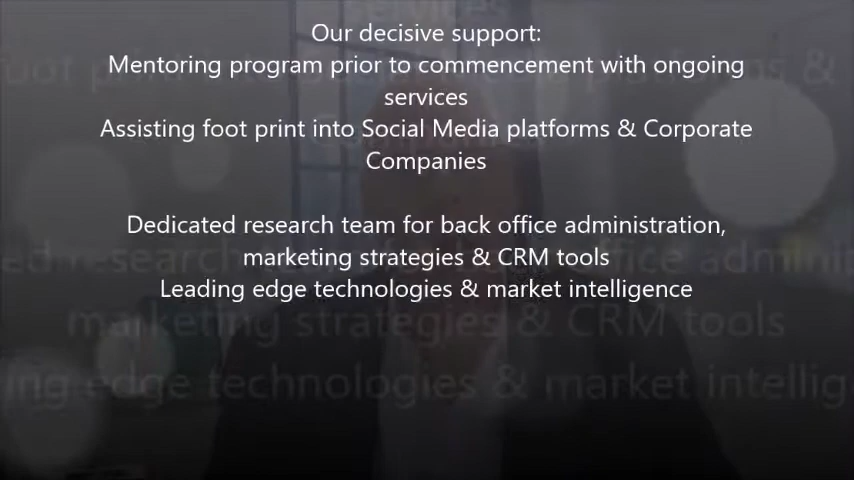 Our decisive support:
Mentoring program prior to commencement with ongoing
services
Assisting foot print into Social Media platforms & Corporate
Companies
Dedicated research team for back office administration,
marketing strategies & CRM tools
Leading edge technologies & market intelligence